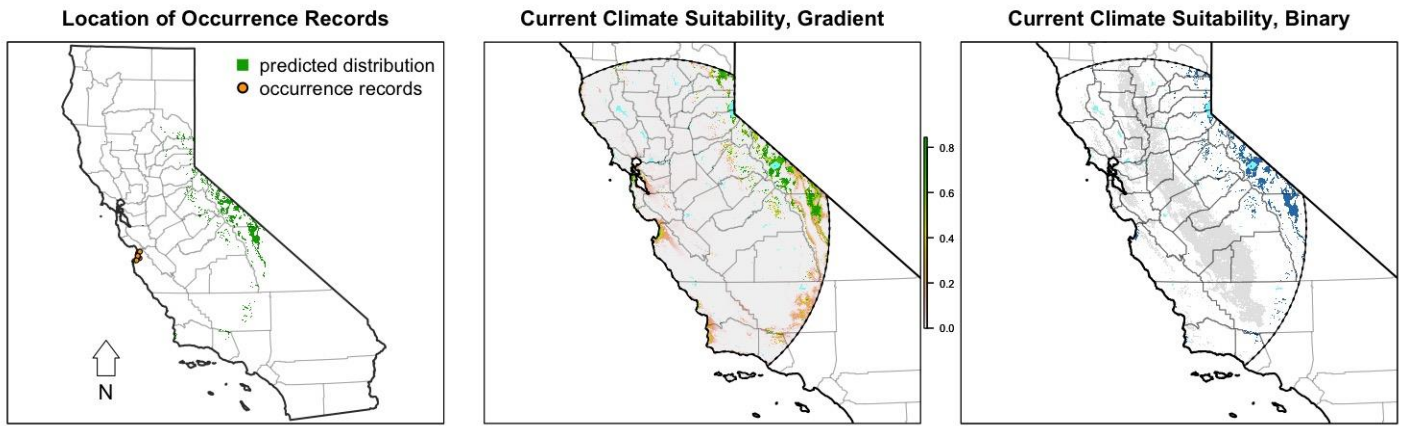 Location of Occurrence Records
predicted distribution
occurrence records
N
Current Climate Suitability, Gradient
0.8
0.6
0.4
0.2
0.0
Current Climate Suitability, Binary